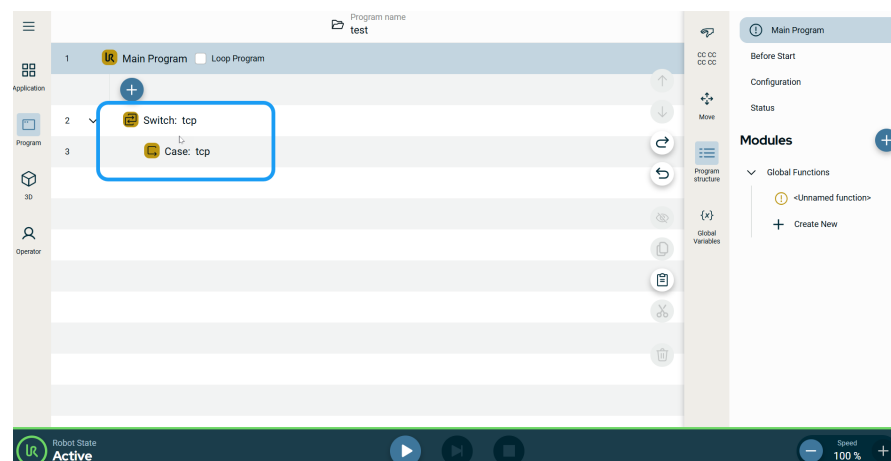 Program name
test
1 UR Main Program Loop Program
Application
2 Switch: tcp
3 Case: tcp
Program
3D
Operator
CC CC
CC CC
Move
Program
structure
{x}
Global
Variables
Main Program
Before Start
Configuration
Status
Modules
Global Functions
<Unnamed function>
Create New
UR
Robot State
Active
Speed
100 %